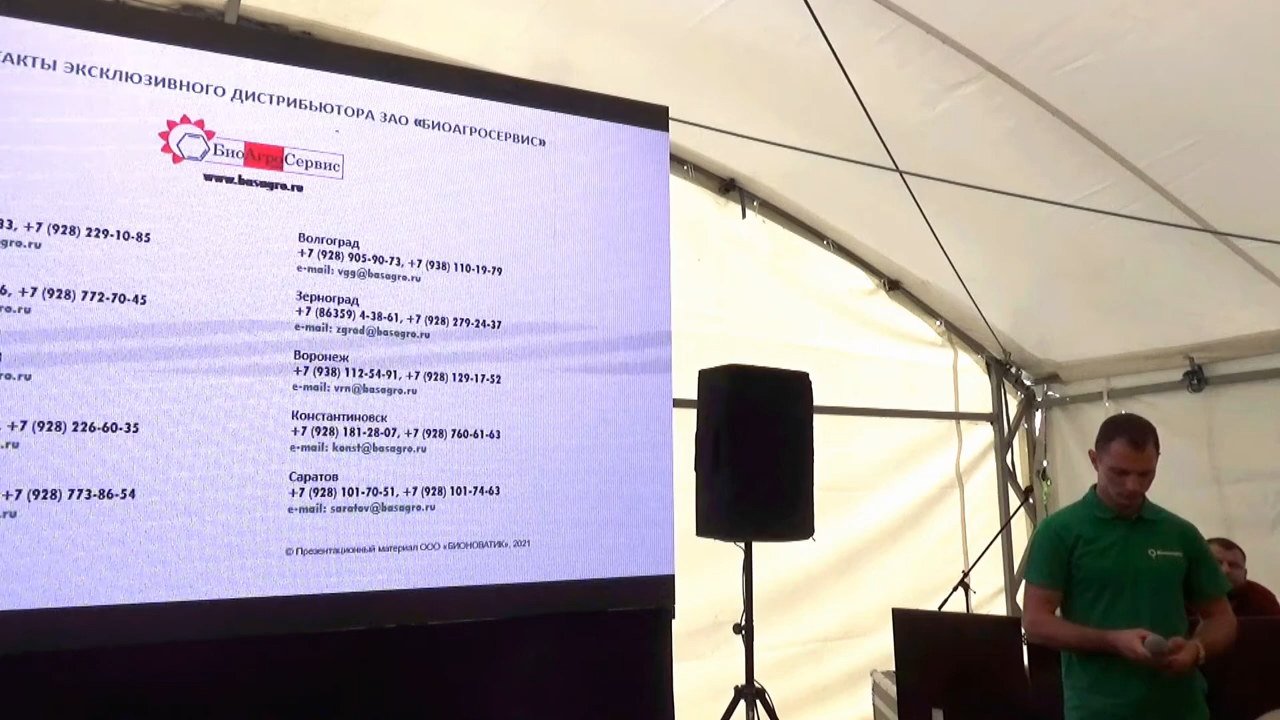 ЭКСКЛЮЗИВНОГО ДИСТРИБЬЮТОРА ЗАО «БИОАГРОСЕРВИС»
БиоАгроСервис
www.basagro.ru
33, +7 (928) 229-10-85
gro.ru
6, +7 (928) 772-70-45
ro.ru
ro.ru
, +7 (928) 226-60-35
.ru
+7 (928) 773-86-54
.ru
Волгоград
+7 (928) 905-90-73, +7 (938) 110-19-79
e-mail: vgg@basagro.ru
Зерноград
+7 (86359) 4-38-61, +7 (928) 279-24-37
e-mail: zgrad@basagro.ru
Воронеж
+7 (938) 112-54-91, +7 (928) 129-17-52
e-mail: vrn@basagro.ru
Константиновск
+7 (928) 181-28-07, +7 (928) 760-61-63
e-mail: konst@basagro.ru
Саратов
+7 (928) 101-70-51, +7 (928) 101-74-63
e-mail: saratov@basagro.ru
© Презентационный материал ООО «БИОНОВАТИК», 2021